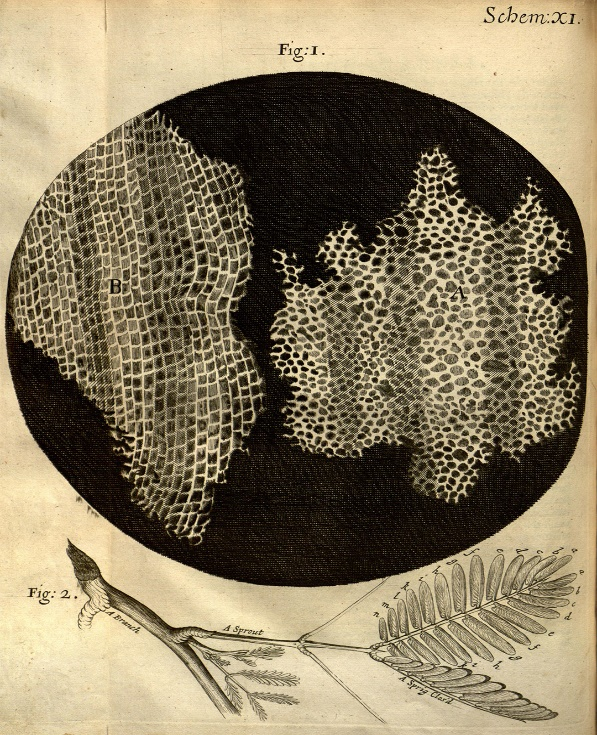 Schem: XI.
Fig: 1.
B
A
Fig: 2.
A Branch
A Sprout
A Sprig Clos'd